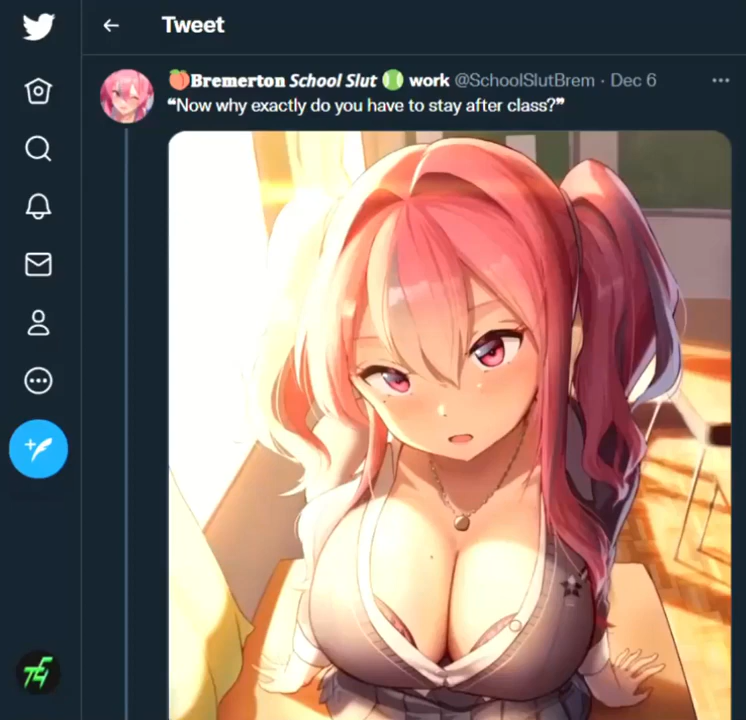 Tweet
🍑Bremerton School Slut 🎾 work @SchoolSlutBrem · Dec 6
“Now why exactly do you have to stay after class?”